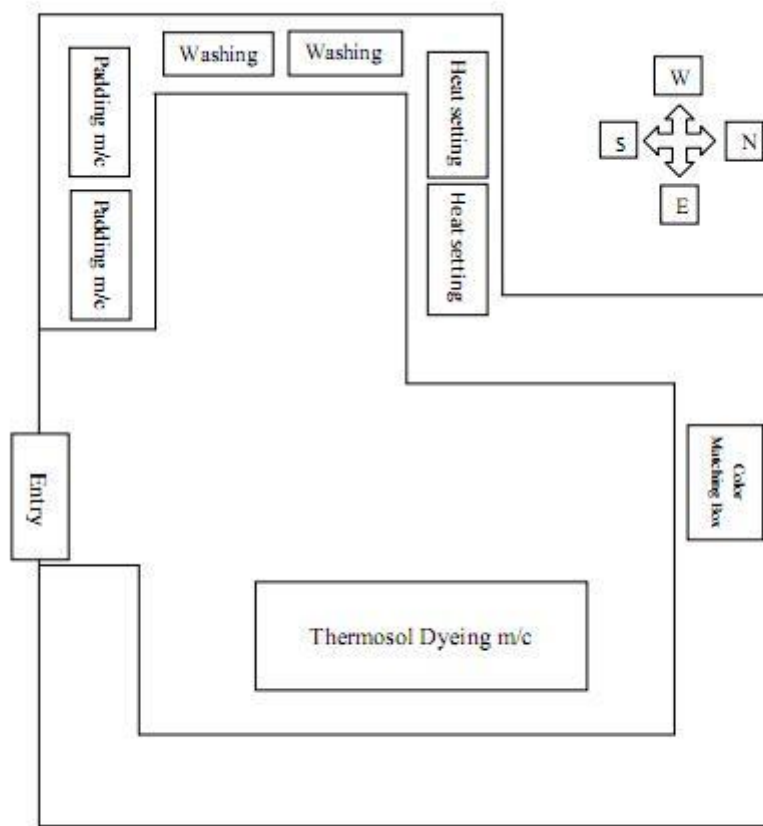 Washing
Washing
Padding m/c
Padding m/c
Heat setting
Heat setting
W
S
N
E
Entry
Color
Matching Box
Thermosol Dyeing m/c